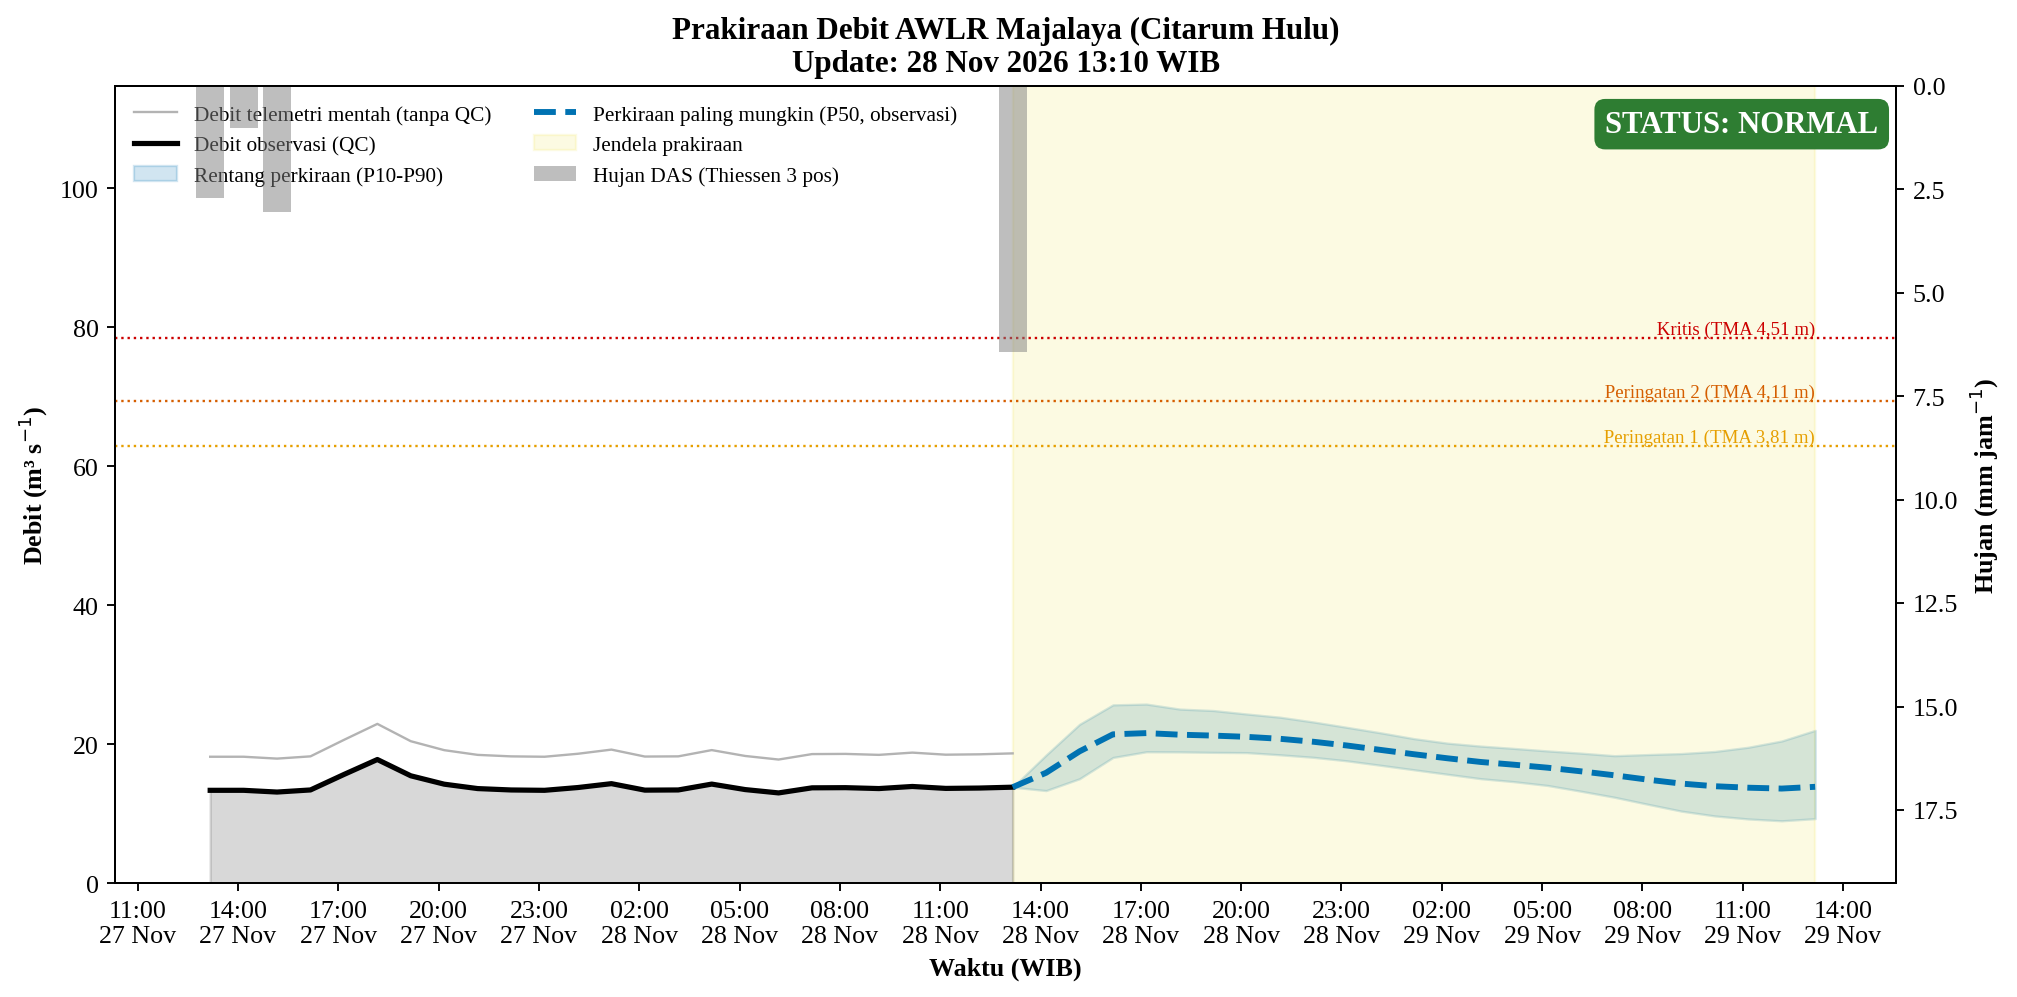 Prakiraan Debit AWLR Majalaya (Citarum Hulu)
Update: 28 Nov 2026 13:10 WIB
Debit telemetri mentah (tanpa QC)
Debit observasi (QC)
Rentang perkiraan (P10-P90)
Perkiraan paling mungkin (P50, observasi)
Jendela prakiraan
Hujan DAS (Thiessen 3 pos)
STATUS: NORMAL
Kritis (TMA 4,51 m)
Peringatan 2 (TMA 4,11 m)
Peringatan 1 (TMA 3,81 m)
Debit (m³ s⁻¹)
100
80
60
40
20
0
Hujan (mm jam⁻¹)
0.0
2.5
5.0
7.5
10.0
12.5
15.0
17.5
11:00 14:00 17:00 20:00 23:00 02:00 05:00 08:00 11:00 14:00 17:00 20:00 23:00 02:00 05:00 08:00 11:00 14:00
27 Nov 27 Nov 27 Nov 27 Nov 27 Nov 28 Nov 28 Nov 28 Nov 28 Nov 28 Nov 28 Nov 28 Nov 28 Nov 29 Nov 29 Nov 29 Nov 29 Nov 29 Nov
Waktu (WIB)